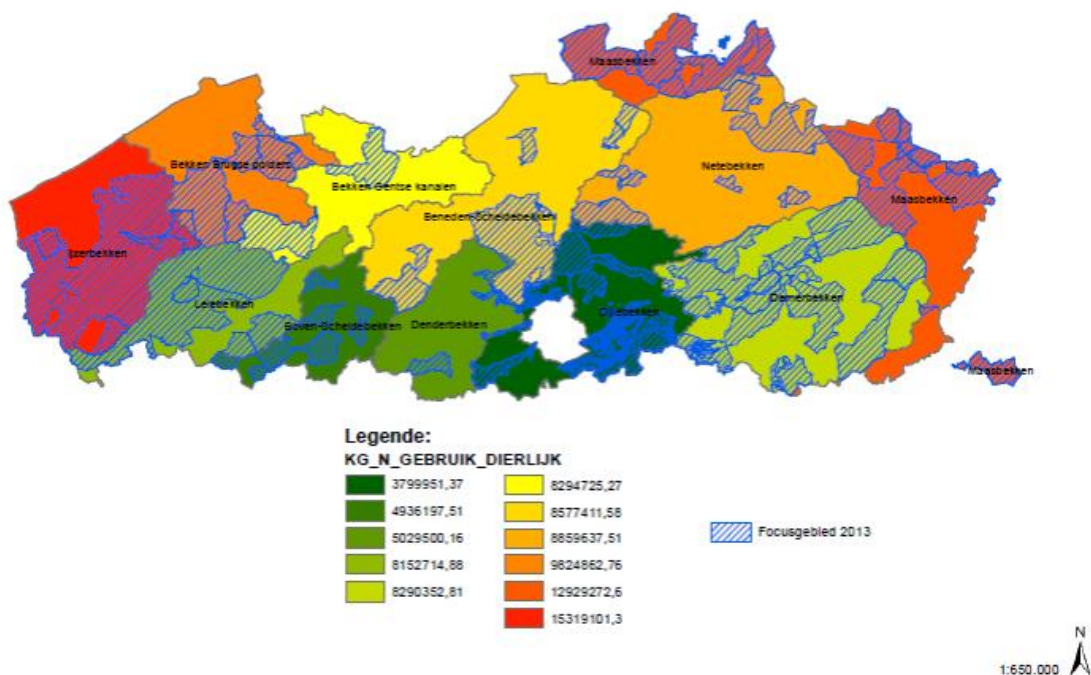 Maasbekken
Bekken Brugse polders
Netebekken
Bekken Gentse kanalen
Maasbekken
Beneden-Scheldebekken
IJzerbekken
Demerbekken
Leiebekken
Boven-Scheldebekken
Denderbekken
Dijlebekken
Maasbekken
Legende:
KG_N_GEBRUIK_DIERLIJK
3799951,37
4936197,51
5029500,16
8152714,88
8290352,81
8294725,27
8577411,58
8859637,51
9824862,76
12929272,6
15319101,3
Focusgebied 2013
N
1:650.000